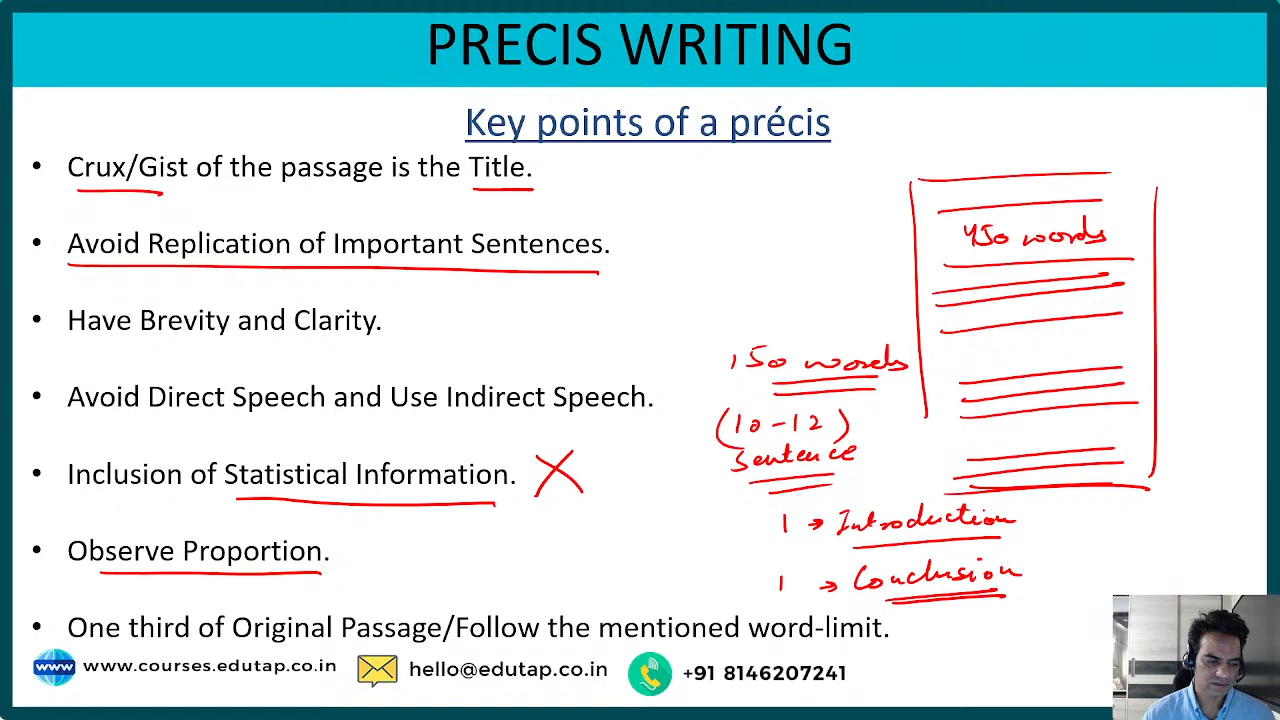 PRECIS WRITING
Key points of a précis
• Crux/Gist of the passage is the Title.
• Avoid Replication of Important Sentences.
• Have Brevity and Clarity.
• Avoid Direct Speech and Use Indirect Speech.
• Inclusion of Statistical Information. X
• Observe Proportion.
• One third of Original Passage/Follow the mentioned word-limit.
450 words
150 words
(10-12)
Sentence
1 → Introduction
1 → Conclusion
www.courses.edutap.co.in
hello@edutap.co.in
+91 8146207241